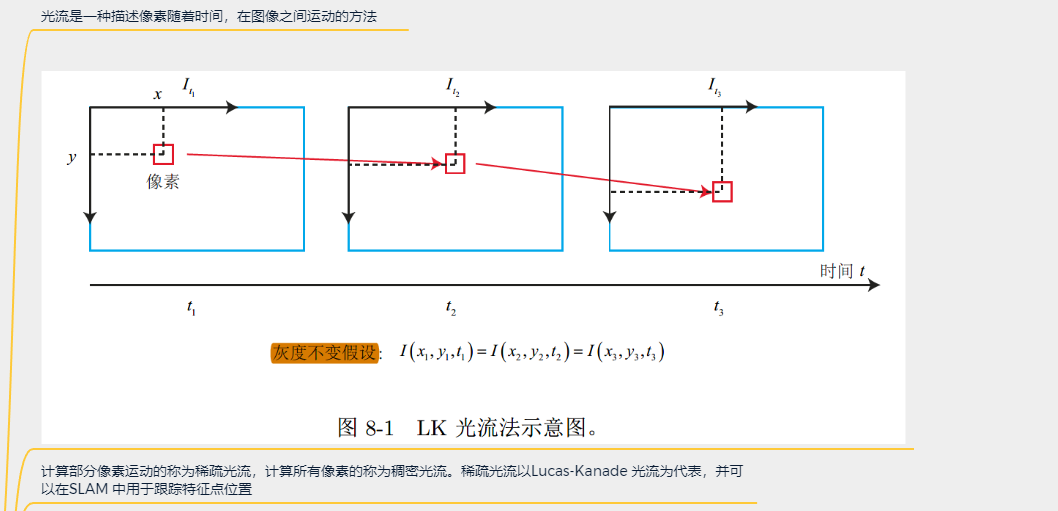 光流是一种描述像素随着时间，在图像之间运动的方法
I_{t_1} I_{t_2} I_{t_3}
x
y
像素
时间 t
t_1 t_2 t_3
灰度不变假设： I(x_1,y_1,t_1)=I(x_2,y_2,t_2)=I(x_3,y_3,t_3)
图 8-1 LK 光流法示意图。
计算部分像素运动的称为稀疏光流，计算所有像素的称为稠密光流。稀疏光流以Lucas-Kanade 光流为代表，并可
以在SLAM 中用于跟踪特征点位置